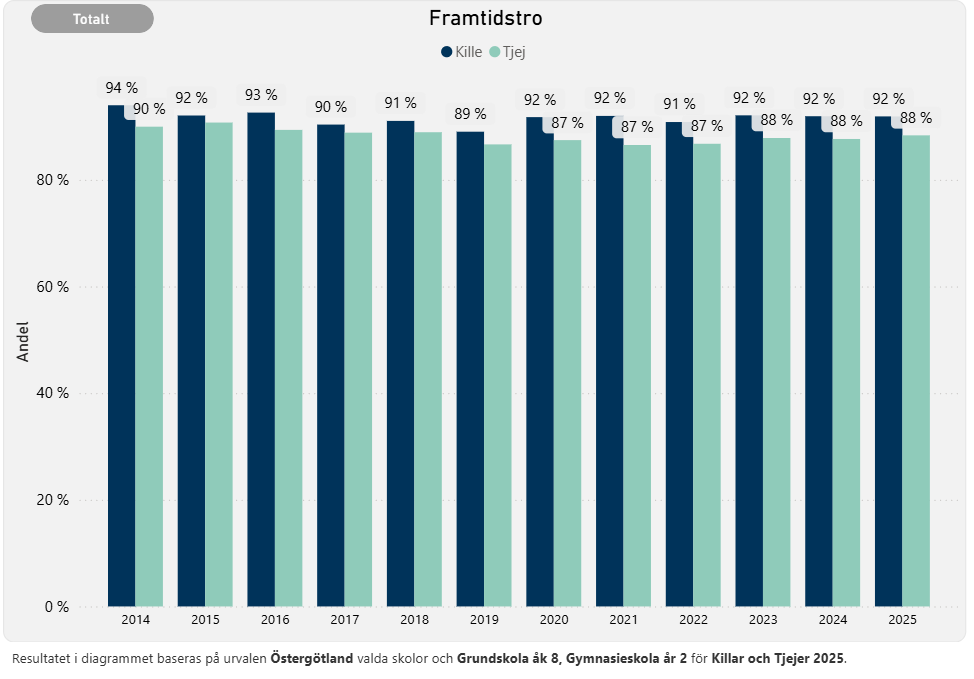 Totalt
Framtidstro
Kille Tjej
94 % 90 % 92 % 93 % 90 % 91 % 89 % 92 % 87 % 92 % 87 % 91 % 87 % 92 % 88 % 92 % 88 % 92 % 88 %
80 %
60 %
Andel
40 %
20 %
0 %
2014 2015 2016 2017 2018 2019 2020 2021 2022 2023 2024 2025
Resultatet i diagrammet baseras på urvalen Östergötland valda skolor och Grundskola åk 8, Gymnasieskola år 2 för Killar och Tjejer 2025.